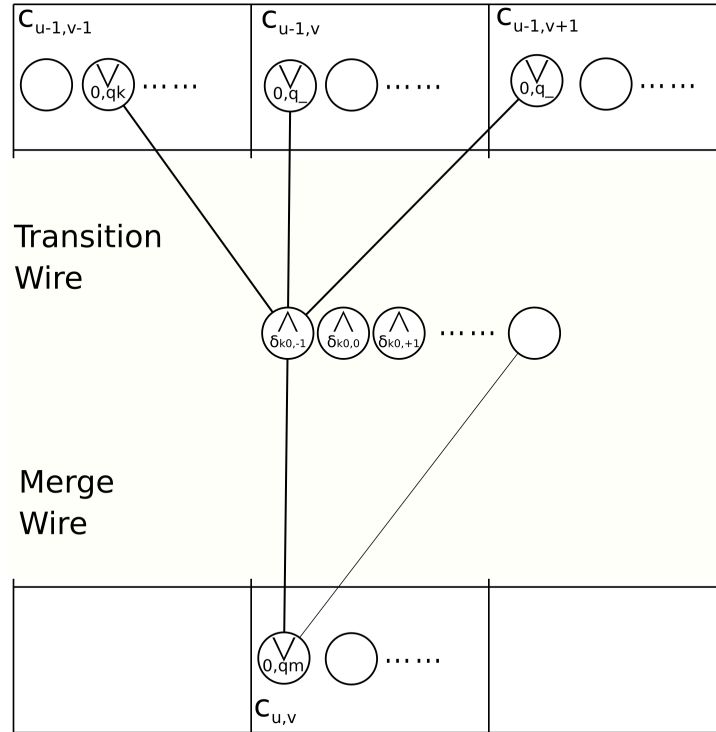 c_{u-1,v-1} c_{u-1,v} c_{u-1,v+1}
⋁ 0,qk ...... ⋁ 0,q_ ...... ⋁ 0,q_ ......
Transition
Wire
⋀ δk0,-1 ⋀ δk0,0 ⋀ δk0,+1 ......
Merge
Wire
⋁ 0,qm ......
c_{u,v}